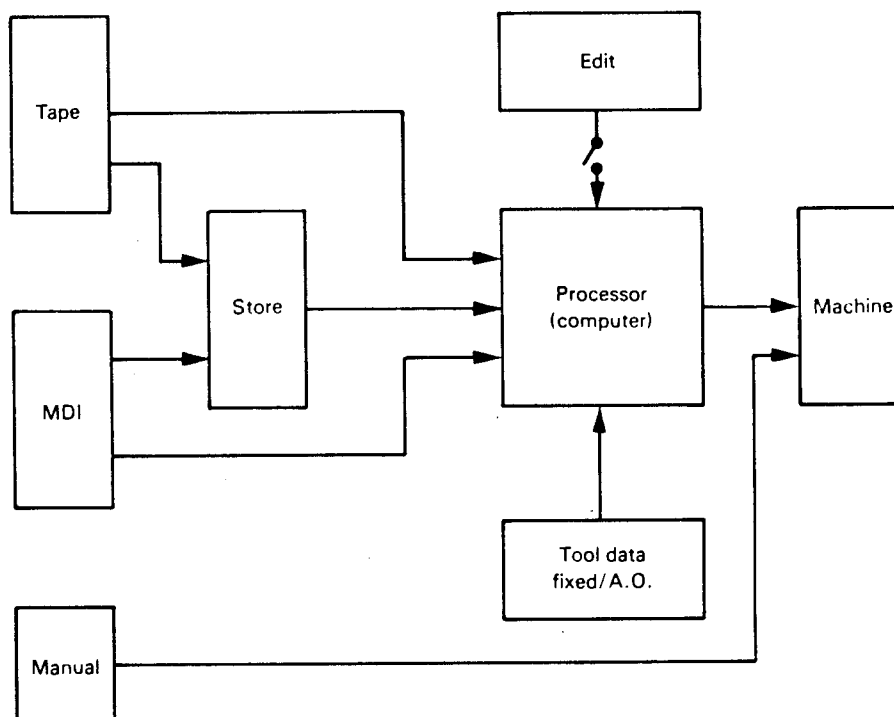 Edit
Tape
Store
Processor
(computer)
Machine
MDI
Tool data
fixed/A.O.
Manual